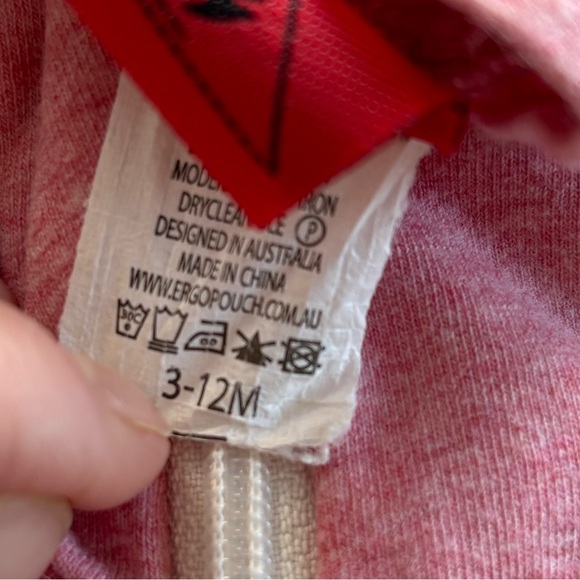 DESIGNED IN AUSTRALIA
MADE IN CHINA
WWW.ERGOPOUCH.COM.AU
P
3-12M